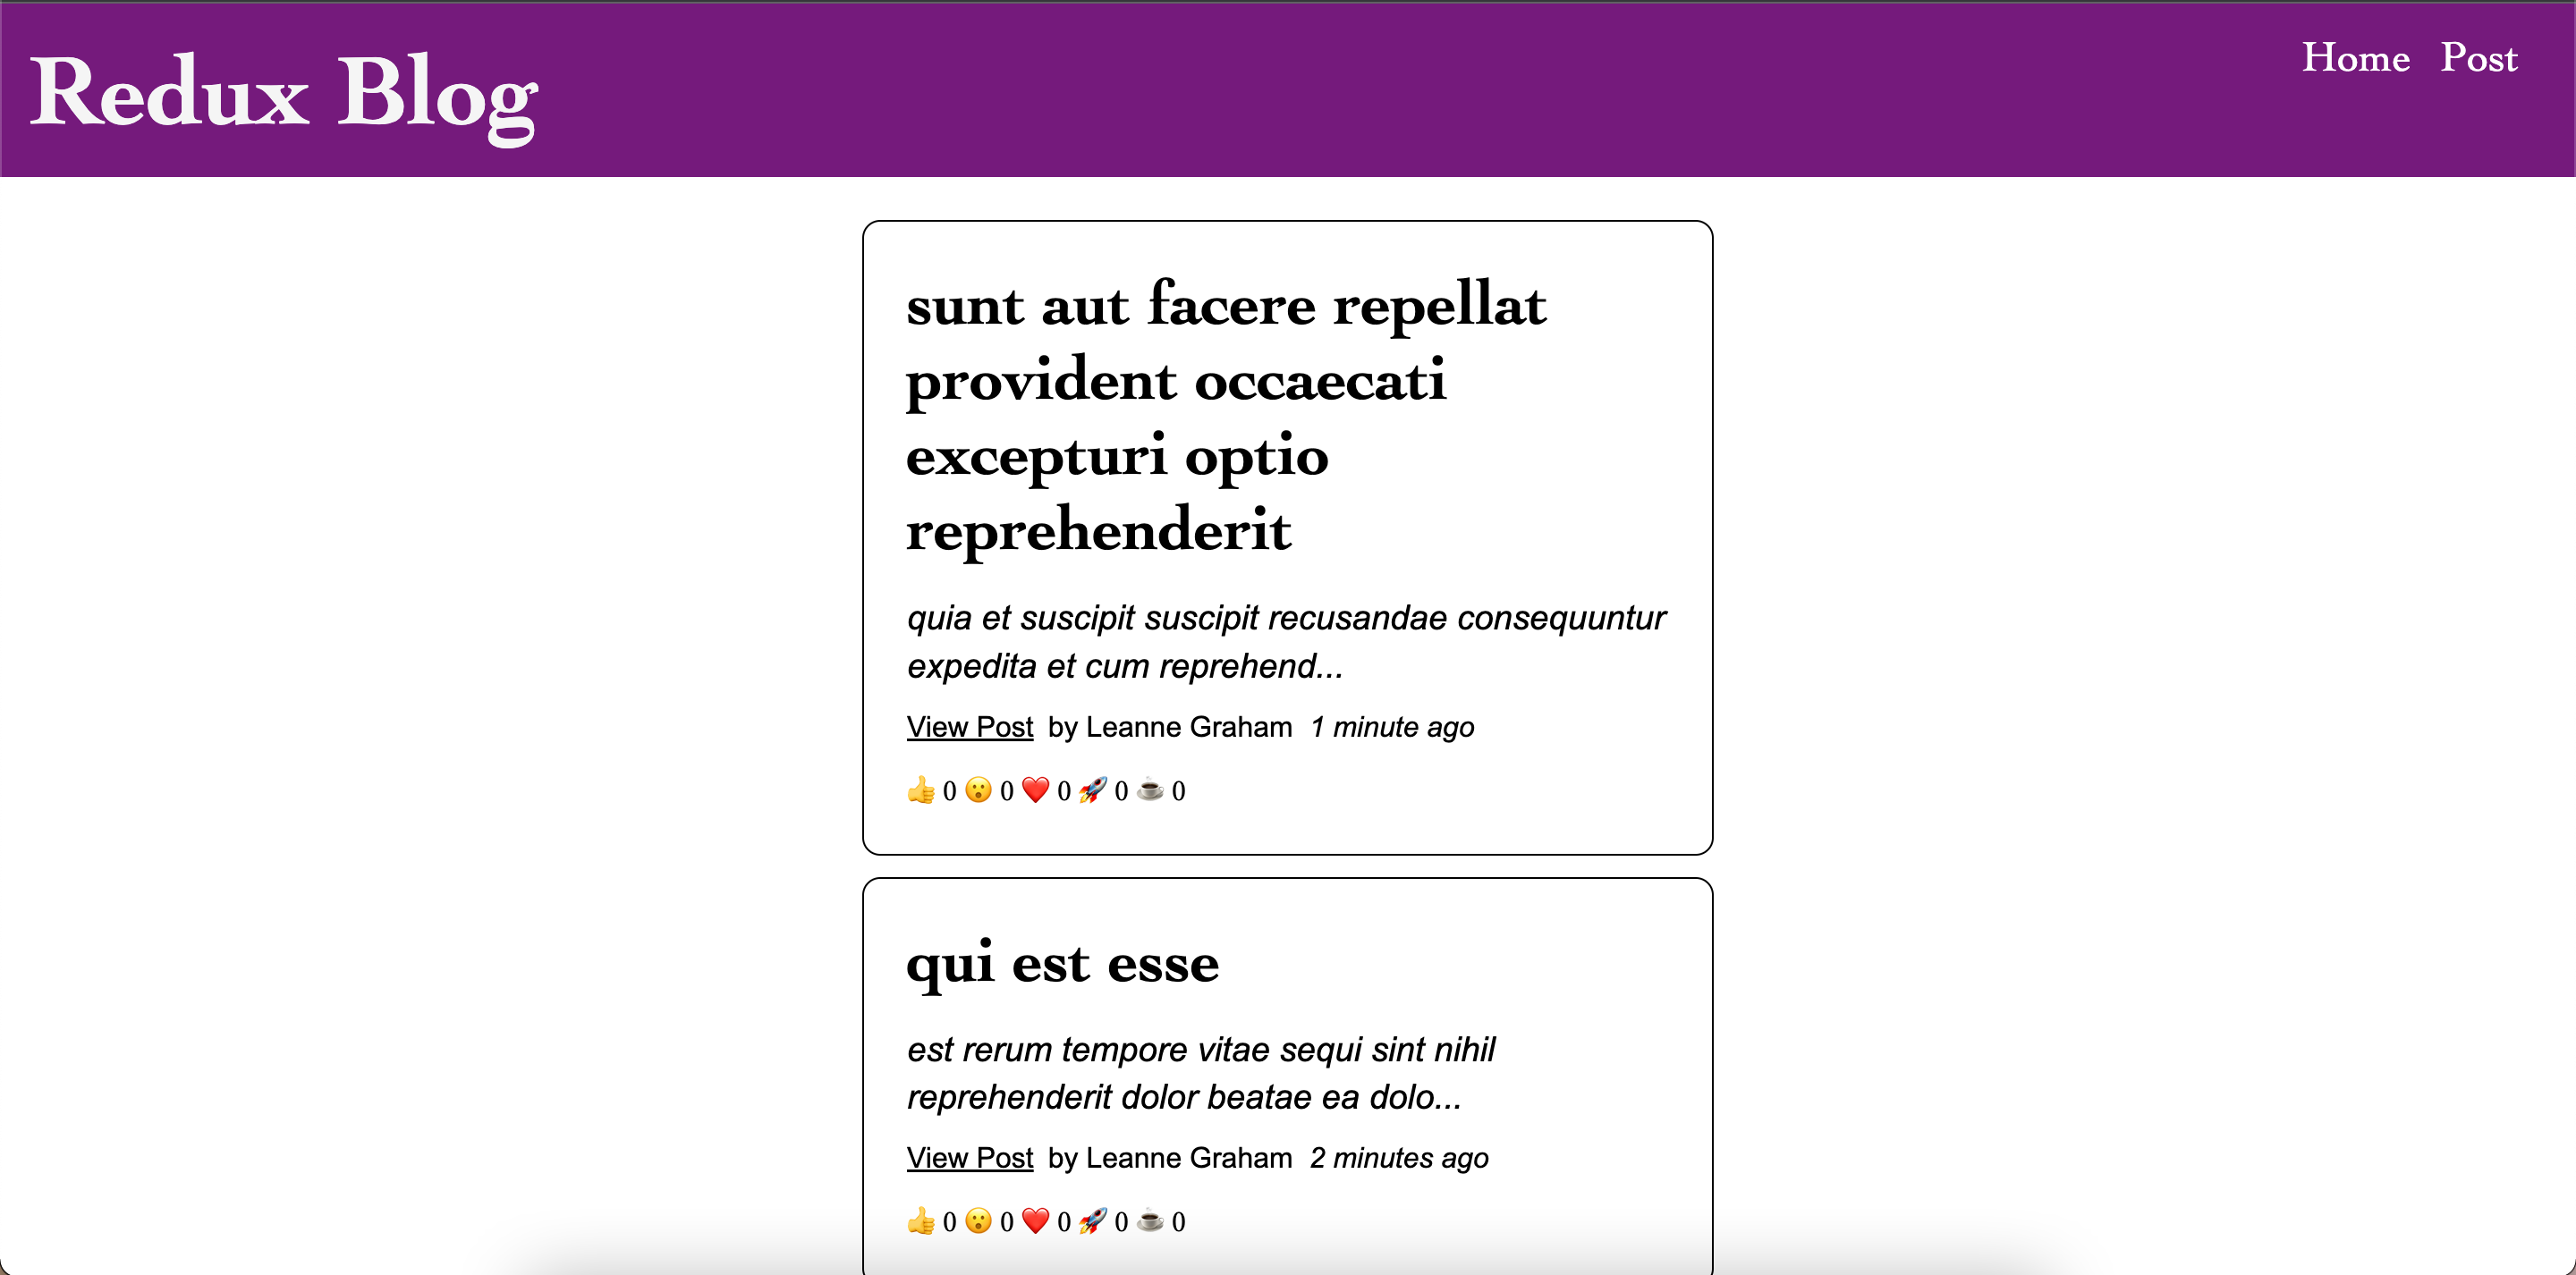 Redux Blog
Home Post
sunt aut facere repellat
provident occaecati
excepturi optio
reprehenderit
quia et suscipit suscipit recusandae consequuntur
expedita et cum reprehend...
View Post by Leanne Graham 1 minute ago
👍 0 😮 0 ❤️ 0 🚀 0 ☕ 0
qui est esse
est rerum tempore vitae sequi sint nihil
reprehenderit dolor beatae ea dolo...
View Post by Leanne Graham 2 minutes ago
👍 0 😮 0 ❤️ 0 🚀 0 ☕ 0